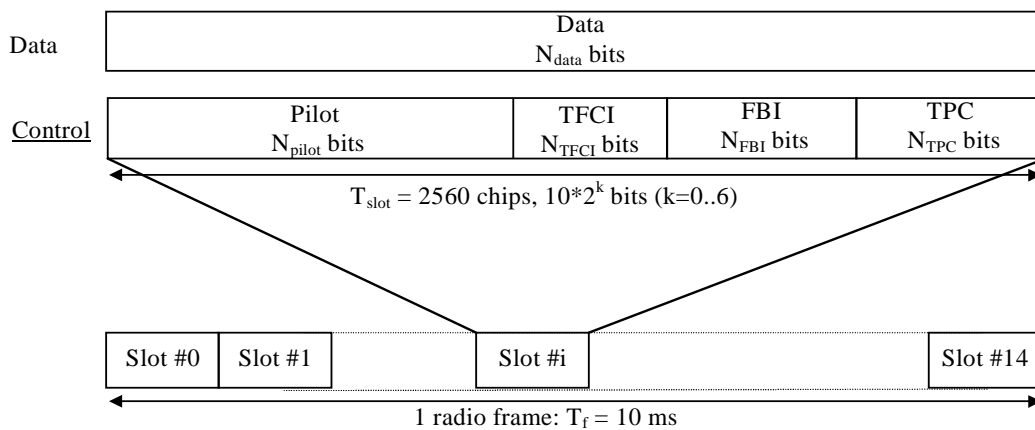 Data
Data
N_data bits
Control
Pilot
N_pilot bits
TFCI
N_TFCI bits
FBI
N_FBI bits
TPC
N_TPC bits
T_slot = 2560 chips, 10*2^k bits (k=0..6)
Slot #0
Slot #1
Slot #i
Slot #14
1 radio frame: T_f = 10 ms